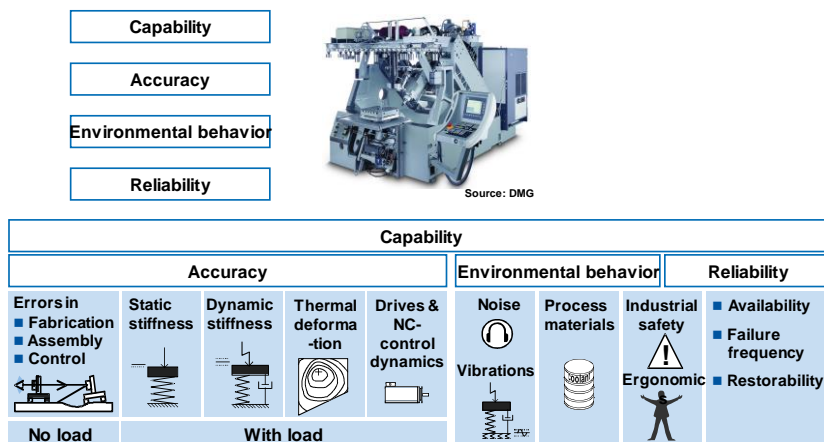 Capability
Accuracy
Environmental behavior
Reliability
Source: DMG
Capability
Accuracy
Environmental behavior
Reliability
Errors in
Fabrication
Assembly
Control
Static
stiffness
Dynamic
stiffness
Thermal
deforma
-tion
Drives &
NC-
control
dynamics
Noise
Vibrations
Process
materials
Industrial
safety
Ergonomic
Availability
Failure
frequency
Restorability
No load
With load